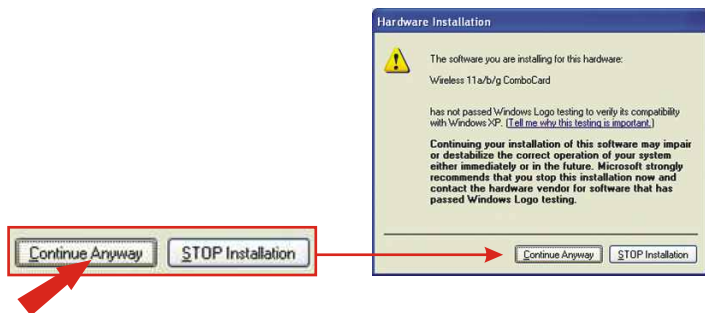 Hardware Installation
The software you are installing for this hardware:
Wireless 11a/b/g ComboCard
has not passed Windows Logo testing to verify its compatibility
with Windows XP. (Tell me why this testing is important.)
Continuing your installation of this software may impair
or destabilize the correct operation of your system
either immediately or in the future. Microsoft strongly
recommends that you stop this installation now and
contact the hardware vendor for software that has
passed Windows Logo testing.
Continue Anyway STOP Installation
Continue Anyway STOP Installation